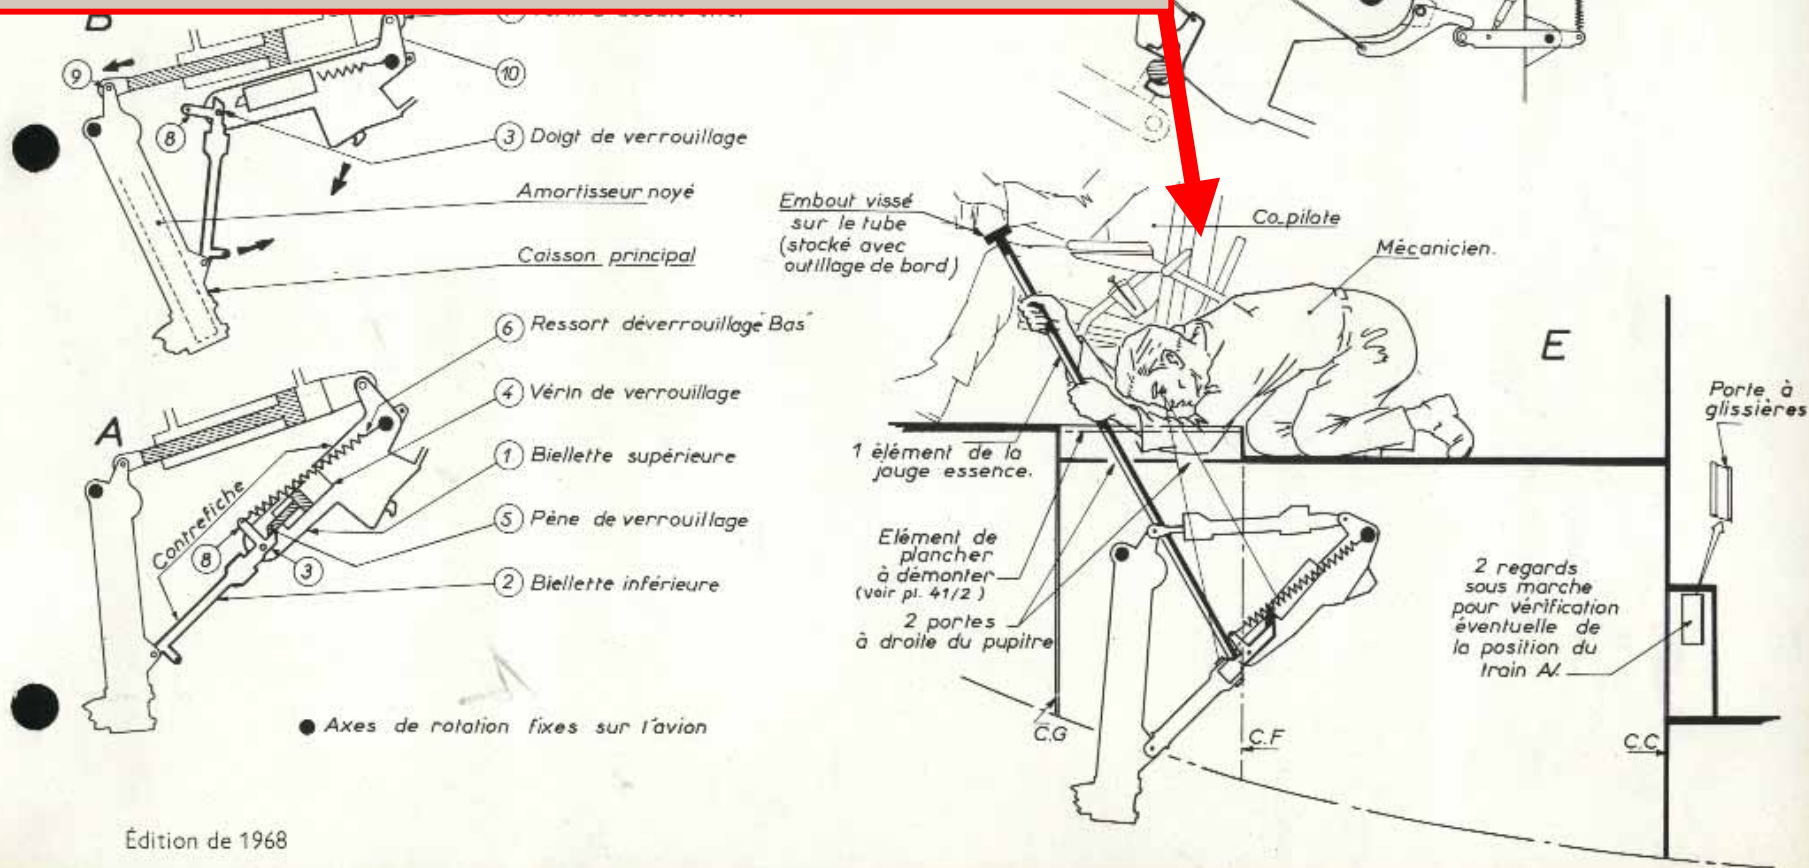 B
9
10
8
3 Doigt de verrouillage
Amortisseur noyé
Caisson principal
6 Ressort déverrouillage "Bas"
A
4 Vérin de verrouillage
1 Biellette supérieure
Contrefiche
5 Pène de verrouillage
8
3
2 Biellette inférieure
● Axes de rotation fixes sur l'avion
Édition de 1968
Embout vissé
sur le tube
(stocké avec
outillage de bord)
Co_pilote
Mécanicien.
E
Porte à
glissières
1 élément de la
jauge essence.
Elément de
plancher
à démonter
(voir pl. 41/2)
2 portes
à droite du pupitre
2 regards
sous marche
pour vérification
éventuelle de
la position du
train AV.
C.G
C.F
C.C